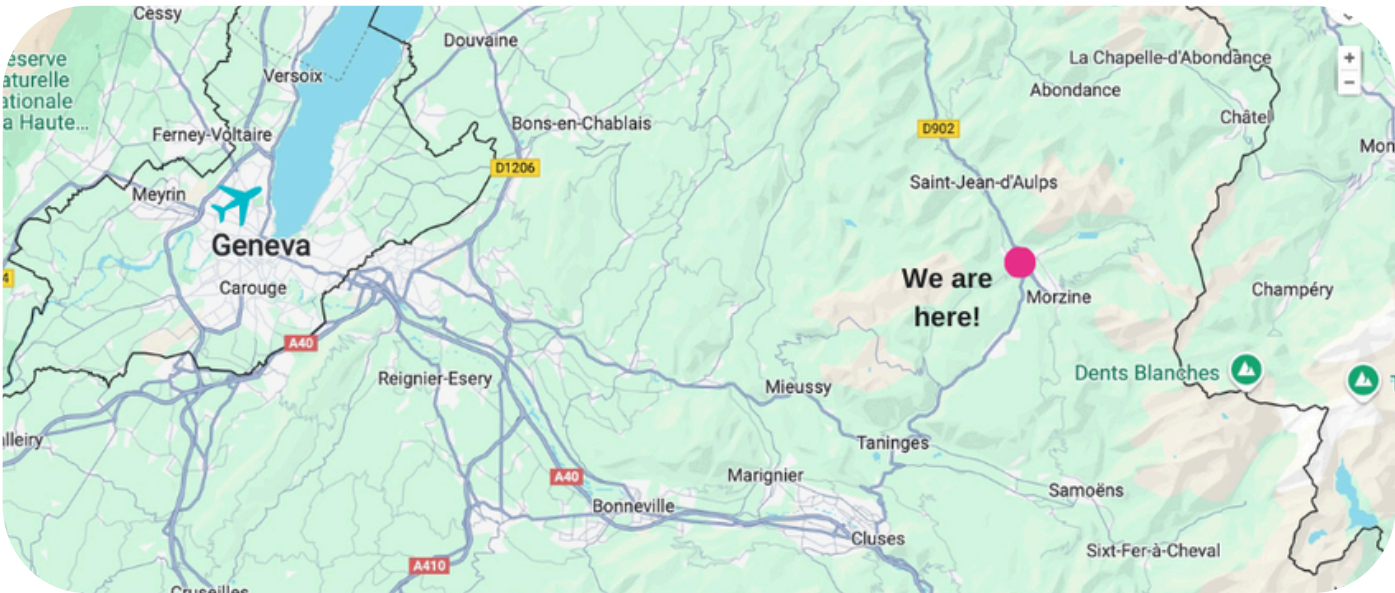 Cessy
Douvaine
La Chapelle-d'Abondance
eserve
aturelle
ationale
a Haute...
Versoix
Abondance
Châtel
Ferney-Voltaire
Bons-en-Chablais
D902
Mon
D1206
Meyrin
Saint-Jean-d'Aulps
Geneva
4
Carouge
We are
here!
Morzine
Champéry
A40
Reignier-Esery
Mieussy
Dents Blanches
T
lleiry
Taninges
A40
Marignier
Samoëns
Bonneville
Cluses
Sixt-Fer-à-Cheval
A410
Cruseilles